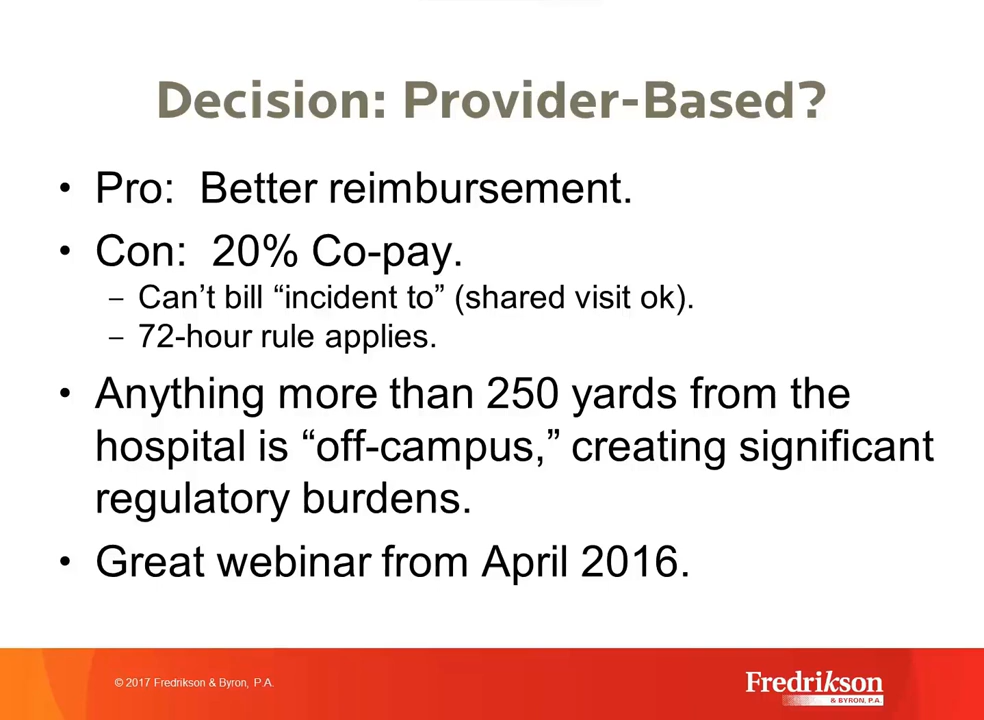 Decision: Provider-Based?
• Pro:  Better reimbursement.
• Con:  20% Co-pay.
– Can’t bill “incident to” (shared visit ok).
– 72-hour rule applies.
• Anything more than 250 yards from the
hospital is “off-campus,” creating significant
regulatory burdens.
• Great webinar from April 2016.
© 2017 Fredrikson & Byron, P.A.
Fredrikson
& BYRON, P.A.